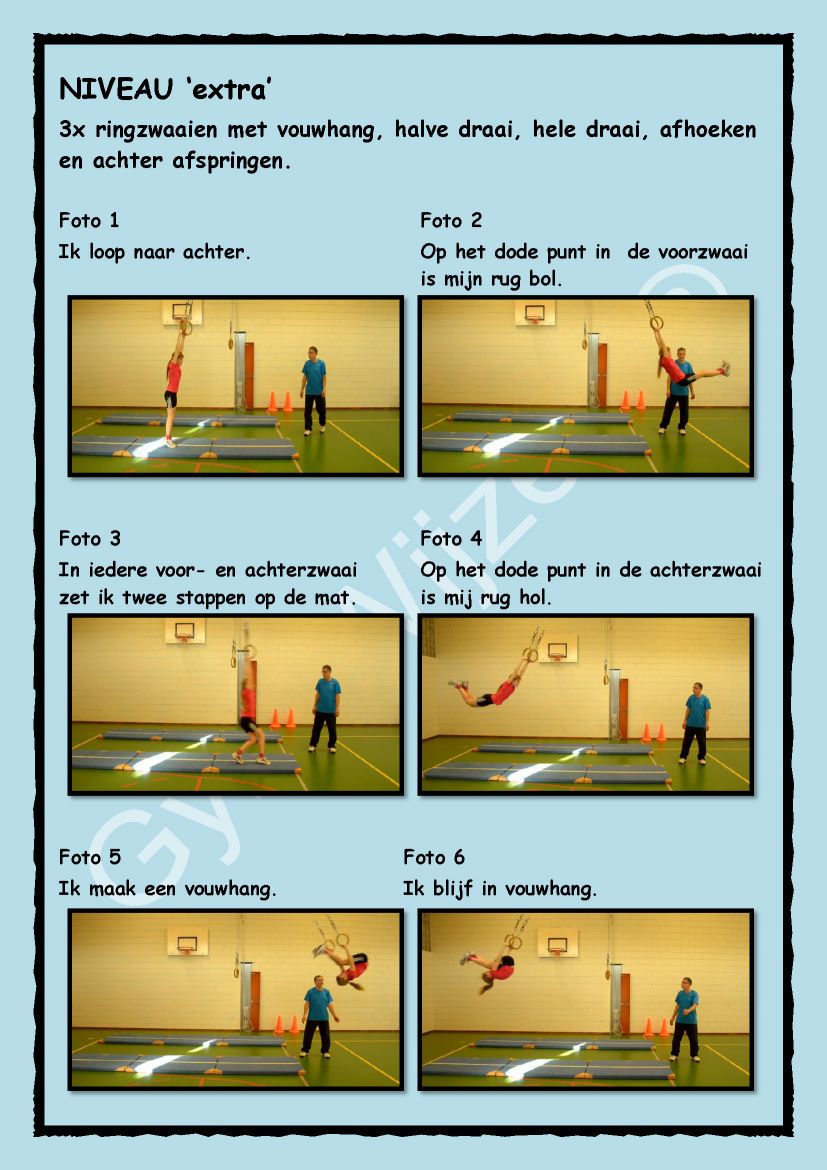 NIVEAU ‘extra’
3x ringzwaaien met vouwhang, halve draai, hele draai, afhoeken
en achter afspringen.
Foto 1
Ik loop naar achter.
Foto 2
Op het dode punt in de voorzwaai
is mijn rug bol.
Foto 3
In iedere voor- en achterzwaai
zet ik twee stappen op de mat.
Foto 4
Op het dode punt in de achterzwaai
is mij rug hol.
Foto 5
Ik maak een vouwhang.
Foto 6
Ik blijf in vouwhang.